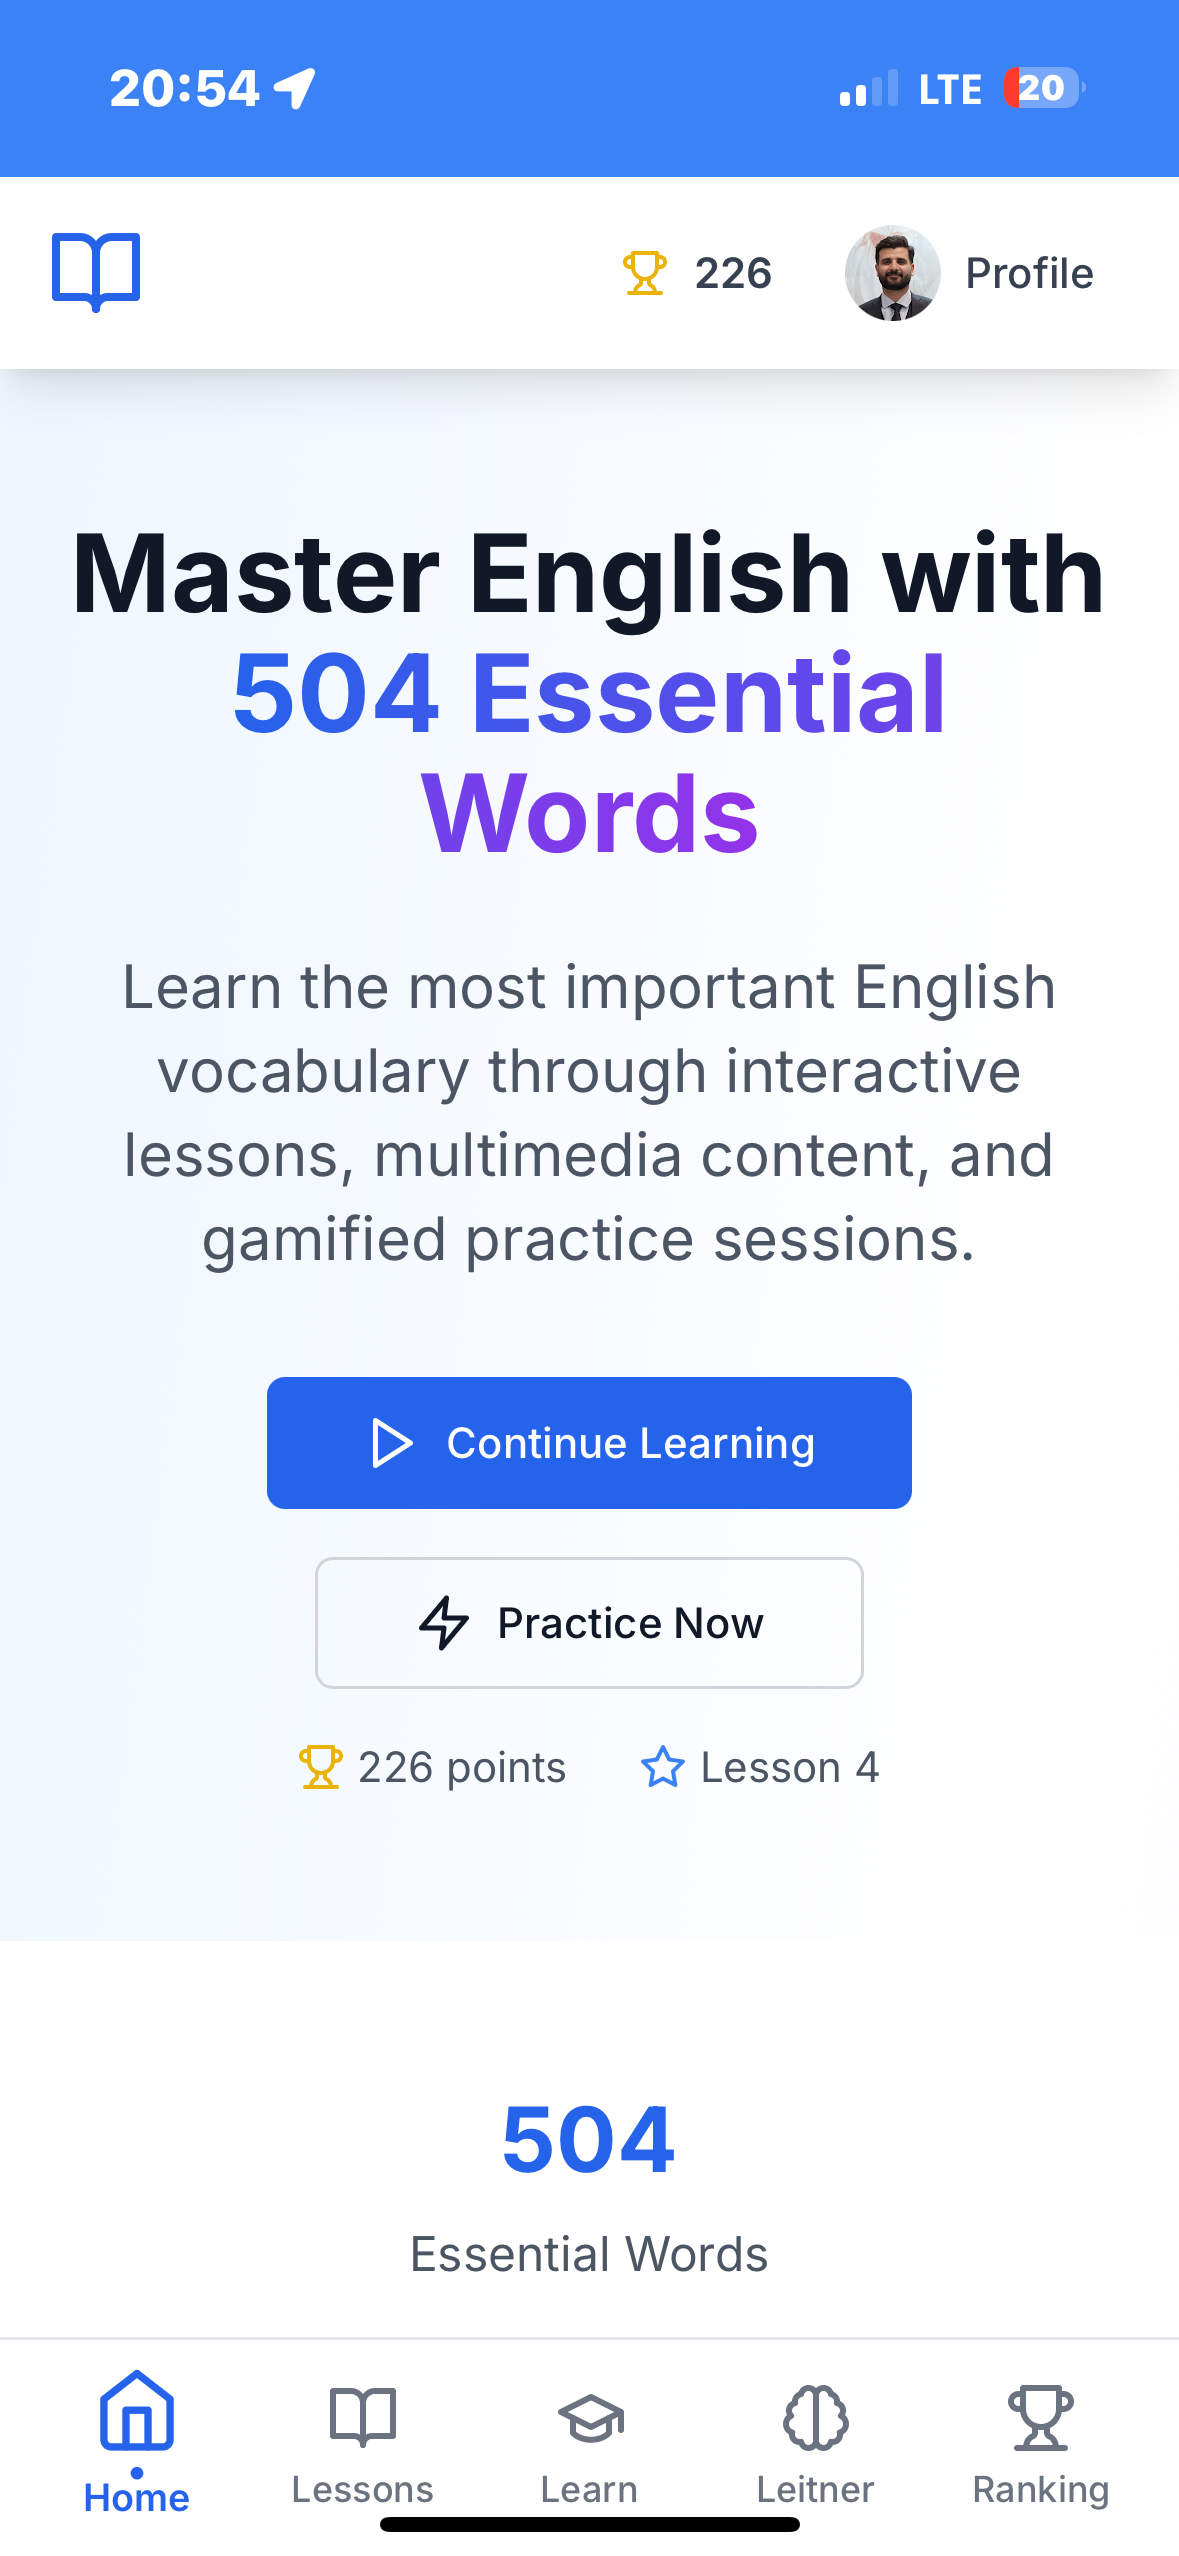 20:54 LTE 20
226 Profile
Master English with
504 Essential
Words
Learn the most important English
vocabulary through interactive
lessons, multimedia content, and
gamified practice sessions.
Continue Learning
Practice Now
226 points Lesson 4
504
Essential Words
Home Lessons Learn Leitner Ranking